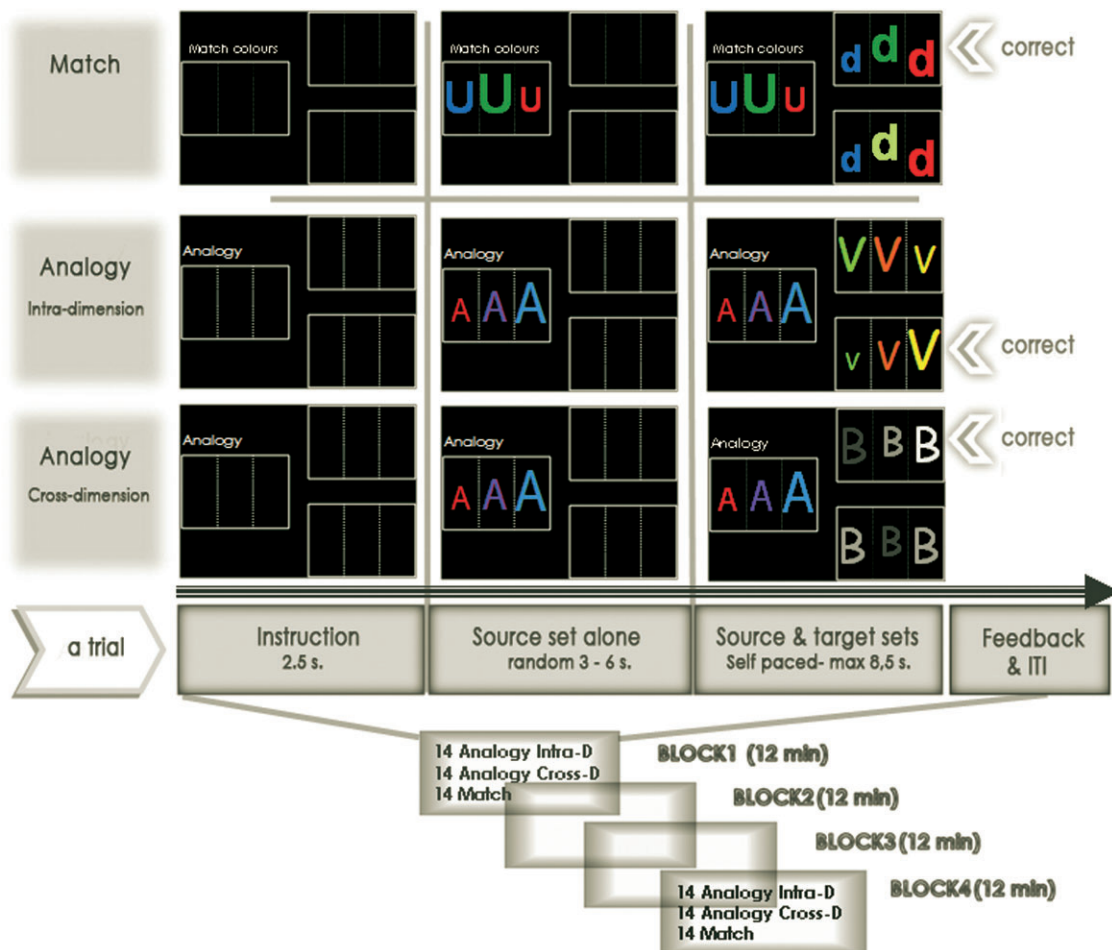 Match
Match colours
Match colours
U U U
Match colours
U U U
d d d
d d d
correct
Analogy
Intra-dimension
Analogy
Analogy
A A A
Analogy
A A A
V V V
V V V
correct
Analogy
Cross-dimension
Analogy
Analogy
A A A
Analogy
A A A
B B B
B B B
correct
a trial
Instruction
2.5 s.
Source set alone
random 3 - 6 s.
Source & target sets
Self paced- max 8,5 s.
Feedback
& ITI
14 Analogy Intra-D
14 Analogy Cross-D
14 Match
BLOCK1 (12 min)
BLOCK2 (12 min)
BLOCK3 (12 min)
BLOCK4 (12 min)
14 Analogy Intra-D
14 Analogy Cross-D
14 Match